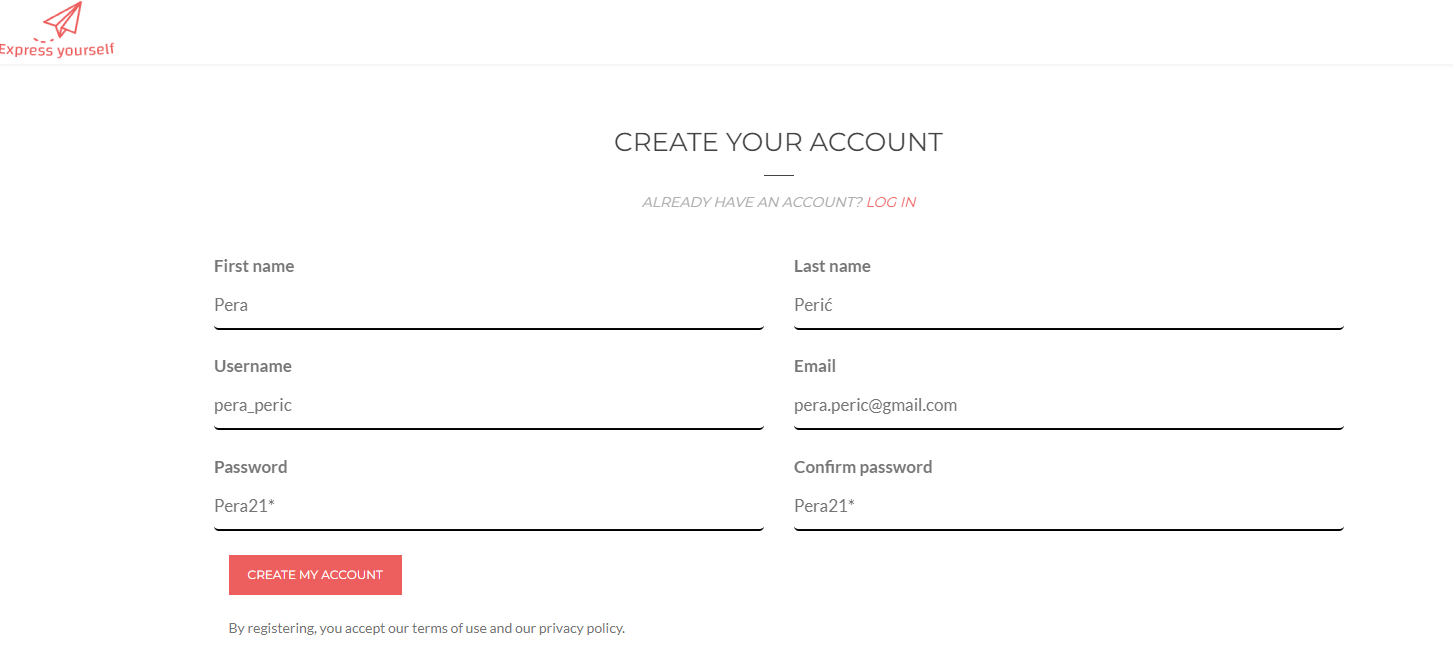 Express yourself
CREATE YOUR ACCOUNT
ALREADY HAVE AN ACCOUNT? LOG IN
First name
Last name
Pera
Perić
Username
Email
pera_peric
pera.peric@gmail.com
Password
Confirm password
Pera21*
Pera21*
CREATE MY ACCOUNT
By registering, you accept our terms of use and our privacy policy.